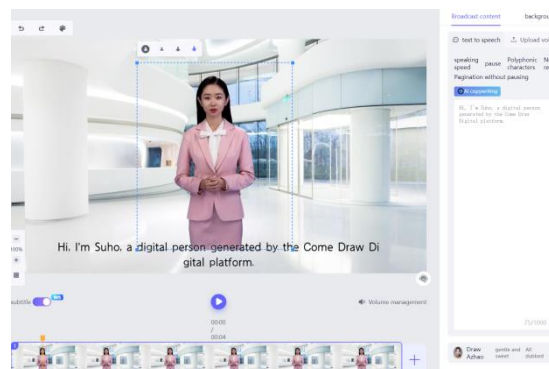 Broadcast content
text to speech
Upload
speaking speed
pause
Polyphonic characters
Pagination without pausing
AI copywriting
Hi, I'm Suho, a digital person
generated by the Come Draw
Digital platform.
Hi, I'm Suho, a digital person generated by the Come Draw Di
gital platform.
subtitle
Volume management
00:00
/
00:04
Draw Azhao
gentle and sweet
All dubbed